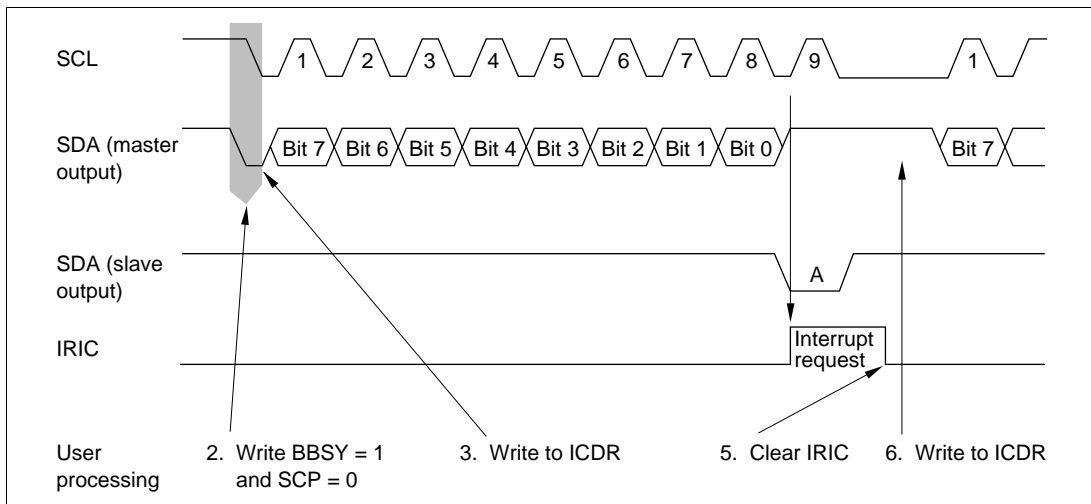 SCL
1 2 3 4 5 6 7 8 9 1
SDA (master
output)
Bit 7 Bit 6 Bit 5 Bit 4 Bit 3 Bit 2 Bit 1 Bit 0 Bit 7
SDA (slave
output)
A
IRIC
Interrupt
request
User
processing
2. Write BBSY = 1
and SCP = 0
3. Write to ICDR
5. Clear IRIC
6. Write to ICDR